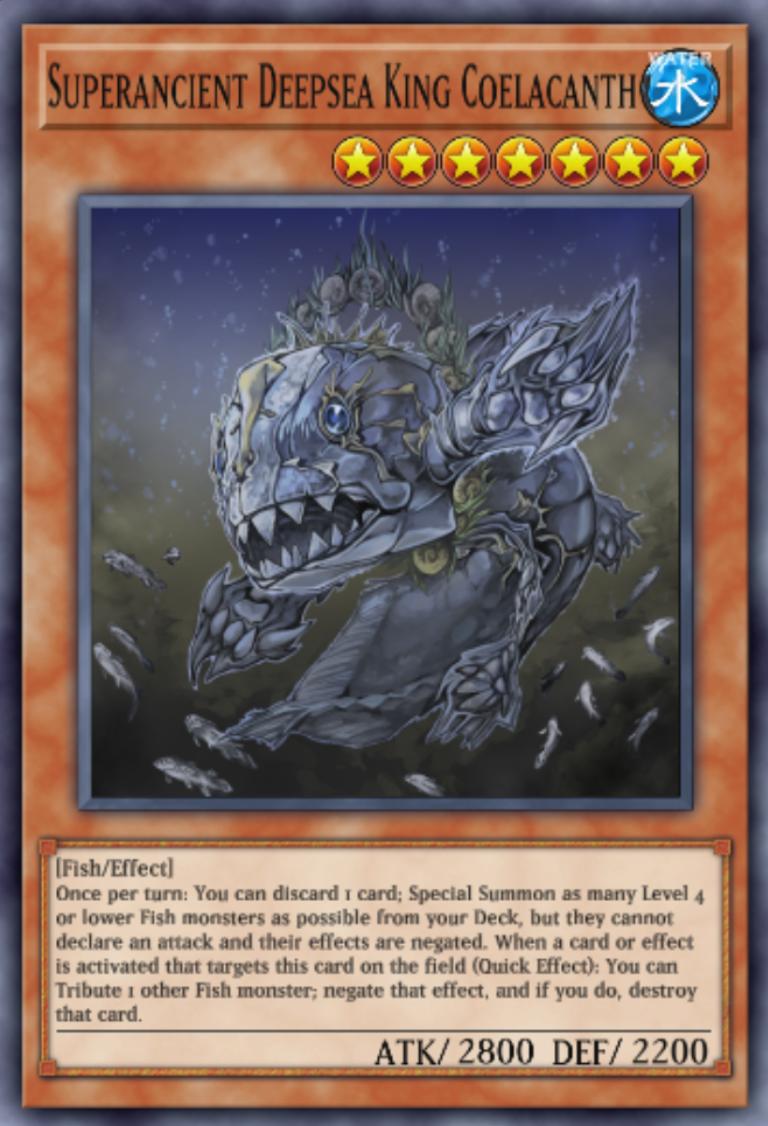 SUPERANCIENT DEEPSEA KING COELACANTH
WATER
水
[Fish/Effect]
Once per turn: You can discard 1 card; Special Summon as many Level 4
or lower Fish monsters as possible from your Deck, but they cannot
declare an attack and their effects are negated. When a card or effect
is activated that targets this card on the field (Quick Effect): You can
Tribute 1 other Fish monster; negate that effect, and if you do, destroy
that card.
ATK/ 2800 DEF/ 2200